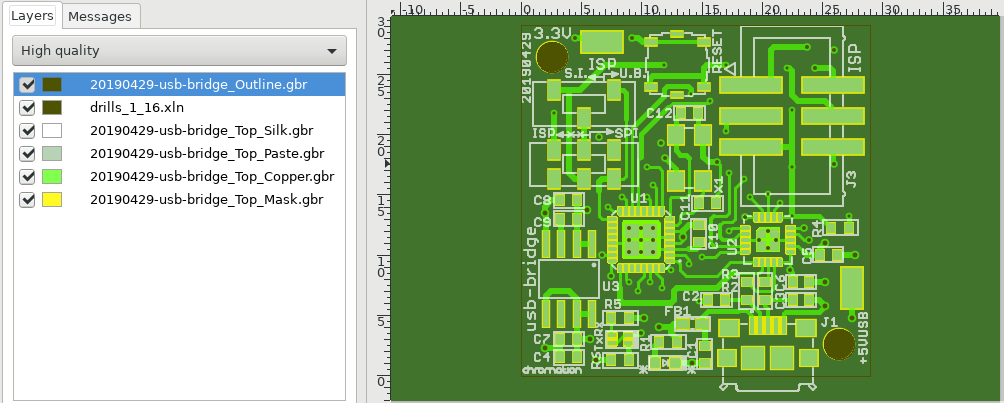 Layers Messages
High quality
20190429-usb-bridge_Outline.gbr
drills_1_16.xln
20190429-usb-bridge_Top_Silk.gbr
20190429-usb-bridge_Top_Paste.gbr
20190429-usb-bridge_Top_Copper.gbr
20190429-usb-bridge_Top_Mask.gbr
-10 -5 0 5 10 15 20 25 30 35
30
25
20
15
10
5
0
20190429
3.3V
ISP
S.I. U.B.
RESET
ISP
C12
ISP SPI
X1
J3
C8
U1
C11
C9
C10
U2
R4
C5
usb-bridge
U3
R3
R2
C2
C3 C6
R5
FB1
J1
+5VUSB
C7
C4
RxTx
R1
C1
chromation